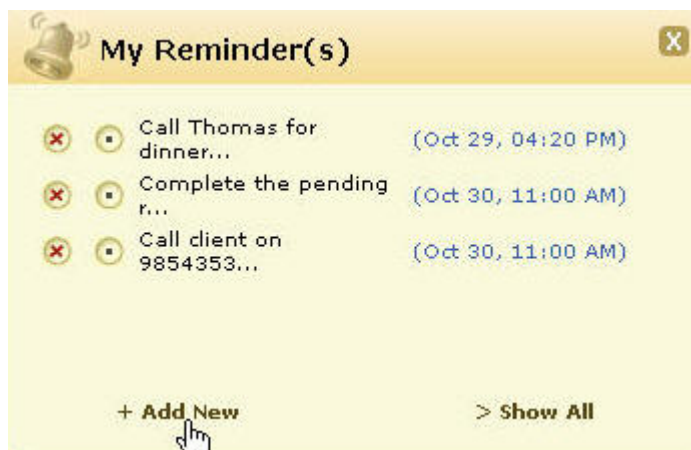 My Reminder(s)
X
Call Thomas for
dinner...
(Oct 29, 04:20 PM)
Complete the pending
r...
(Oct 30, 11:00 AM)
Call client on
9854353...
(Oct 30, 11:00 AM)
+ Add New
> Show All